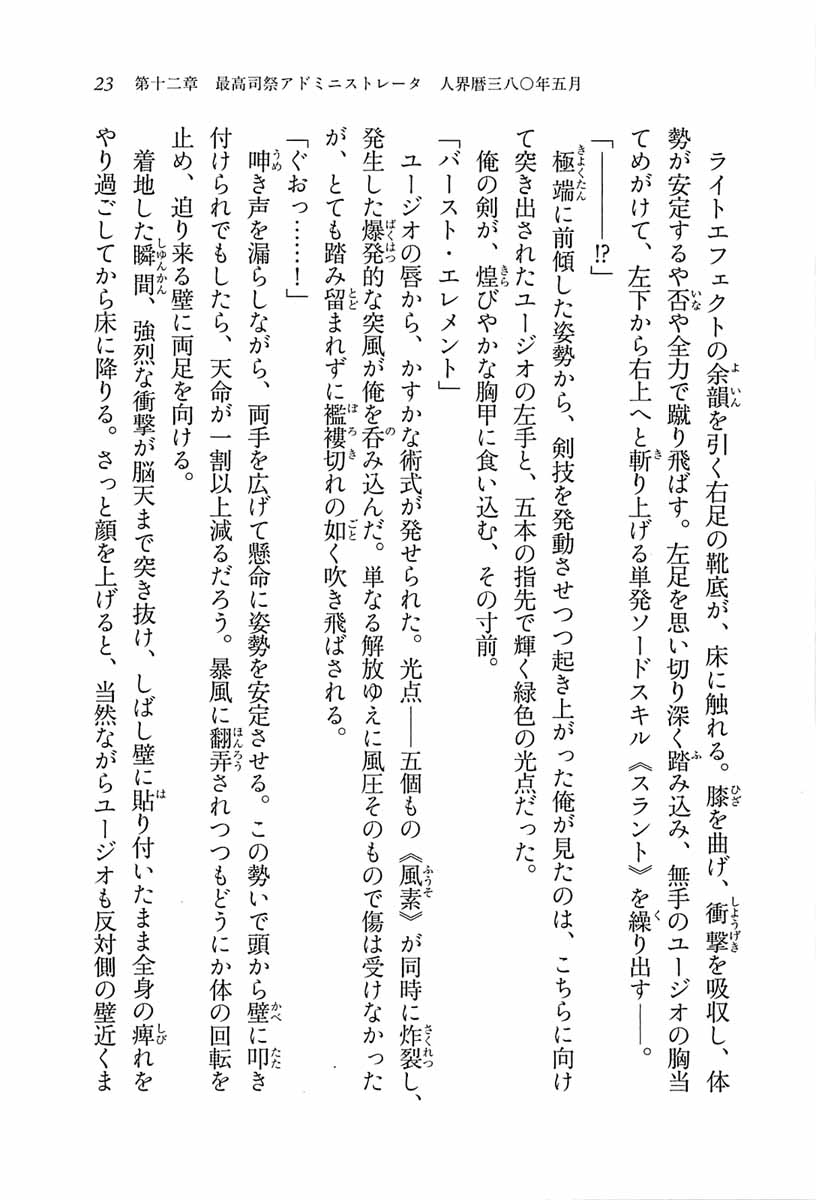 23　第十二章　最高司祭アドミニストレータ　人界暦三八〇年五月
　ライトエフェクトの余韻を引く右足の靴底が、床に触れる。膝を曲げ、衝撃を吸収し、体
勢が安定するや否や全力で蹴り飛ばす。左足を思い切り深く踏み込み、無手のユージオの胸当
てめがけて、左下から右上へと斬り上げる単発ソードスキル《スラント》を繰り出す――。
「――――!?」
　極端に前傾した姿勢から、剣技を発動させつつ起き上がった俺が見たのは、こちらに向け
て突き出されたユージオの左手と、五本の指先で輝く緑色の光点だった。
　俺の剣が、煌びやかな胸甲に食い込む、その寸前。
「バースト・エレメント」
　ユージオの唇から、かすかな術式が発せられた。光点――五個もの《風素》が同時に炸裂し、
発生した爆発的な突風が俺を呑み込んだ。単なる解放ゆえに風圧そのもので傷は受けなかった
が、とても踏み留まれずに襤褸切れの如く吹き飛ばされる。
「ぐおっ……！」
　呻き声を漏らしながら、両手を広げて懸命に姿勢を安定させる。この勢いで頭から壁に叩き
付けられでもしたら、天命が一割以上減るだろう。暴風に翻弄されつつもどうにか体の回転を
止め、迫り来る壁に両足を向ける。
　着地した瞬間、強烈な衝撃が脳天まで突き抜け、しばし壁に貼り付いたまま全身の痺れを
やり過ごしてから床に降りる。さっと顔を上げると、当然ながらユージオも反対側の壁近くま